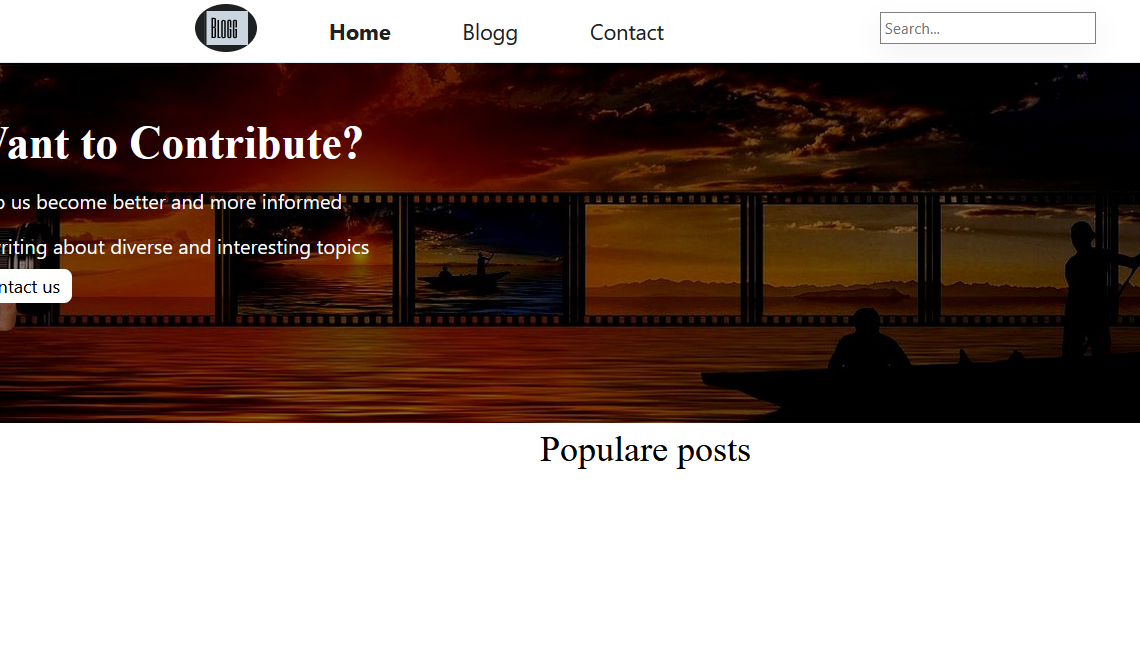 Blogg
Home
Blogg
Contact
Search...
ant to Contribute?
us become better and more informed
riting about diverse and interesting topics
ntact us
Populare posts